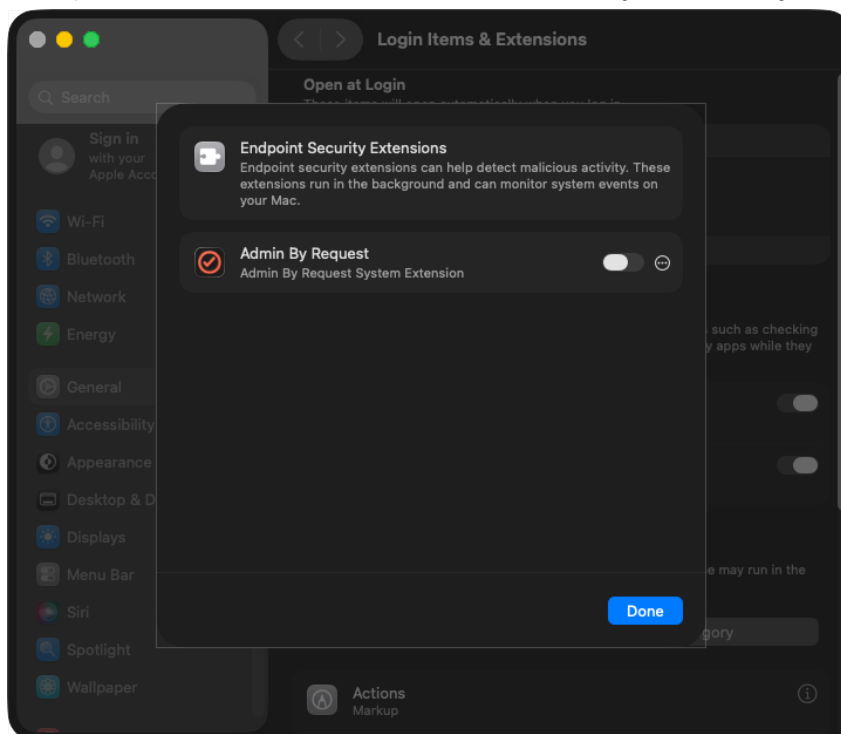 Login Items & Extensions
Search
Open at Login
Sign in
with your
Apple Acco
Wi-Fi
Bluetooth
Network
Energy
General
Accessibility
Appearance
Desktop & D
Displays
Menu Bar
Siri
Spotlight
Wallpaper
Endpoint Security Extensions
Endpoint security extensions can help detect malicious activity. These
extensions run in the background and can monitor system events on
your Mac.
Admin By Request
Admin By Request System Extension
such as checking
y apps while they
e may run in the
Done
gory
Actions
Markup